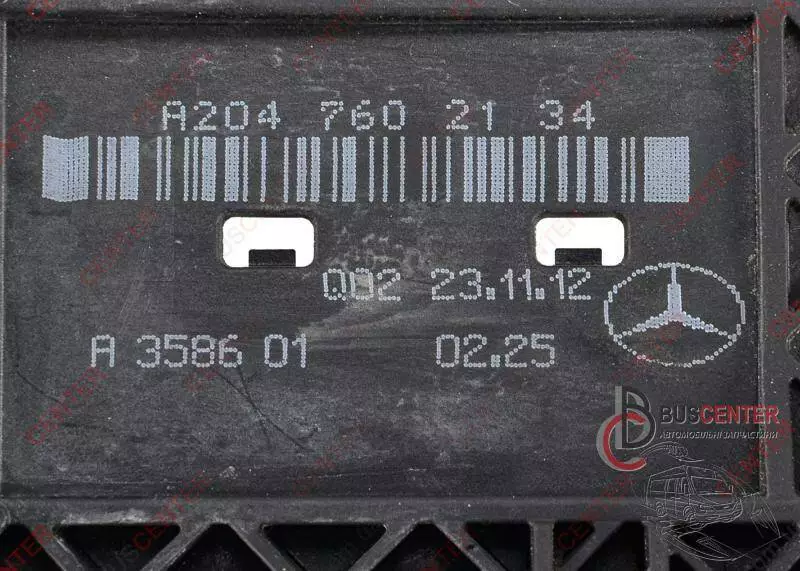 A204 760 21 34
Q02 23.11.12
A 3586 01 02.25
BUSCENTER
АВТОМОБІЛЬНІ ЗАПЧАСТИНИ